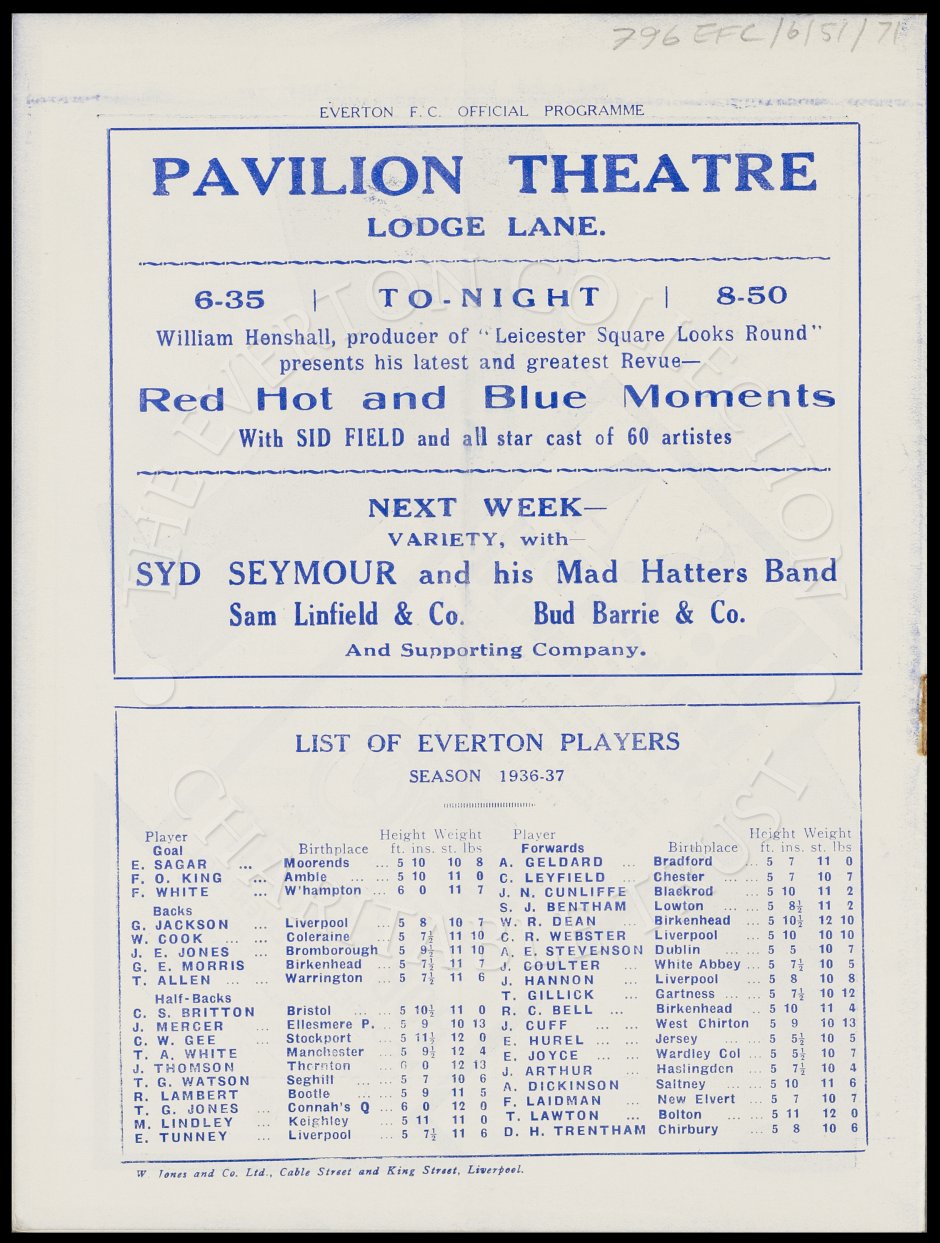 796 EFC/6/51/71
EVERTON F.C. OFFICIAL PROGRAMME
PAVILION THEATRE
LODGE LANE.
6-35 | TO-NIGHT | 8-50
William Henshall, producer of "Leicester Square Looks Round"
presents his latest and greatest Revue—
Red Hot and Blue Moments
With SID FIELD and all star cast of 60 artistes
NEXT WEEK—
VARIETY, with—
SYD SEYMOUR and his Mad Hatters Band
Sam Linfield & Co. Bud Barrie & Co.
And Supporting Company.
THE EVERTON COLLECTION
CHARITABLE TRUST
LIST OF EVERTON PLAYERS
SEASON 1936-37
Player Height Weight
Goal Birthplace ft. ins. st. lbs
E. SAGAR ... Moorends ... 5 10 10 8
F. O. KING ... Amble ... ... 5 10 11 0
F. WHITE ... W'hampton ... 6 0 11 7
Backs
G. JACKSON ... Liverpool ... 5 8 10 7
W. COOK ... ... Coleraine ... 5 7½ 11 10
J. E. JONES ... Bromborough ... 5 9½ 11 10
G. E. MORRIS Birkenhead ... 5 7½ 11 7
T. ALLEN ... ... Warrington ... 5 7½ 11 6
Half-Backs
C. S. BRITTON Bristol ... ... 5 10½ 11 0
J. MERCER ... Ellesmere P. ... 5 9 10 13
C. W. GEE ... Stockport ... 5 11½ 12 0
T. A. WHITE ... Manchester ... 5 9½ 12 4
J. THOMSON Thornton ... 6 0 12 13
T. G. WATSON Seghill ... ... 5 7 10 6
R. LAMBERT Bootle ... ... 5 9 11 5
T. G. JONES ... Connah's Q ... 6 0 12 0
M. LINDLEY ... Keighley ... 5 11 11 0
E. TUNNEY ... Liverpool ... 5 7½ 11 6
Player Height Weight
Forwards Birthplace ft. ins. st. lbs
A. GELDARD ... Bradford ... 5 7 11 0
C. LEYFIELD ... Chester ... ... 5 7 10 7
J. N. CUNLIFFE Blackrod ... 5 10 11 2
S. J. BENTHAM Lowton ... ... 5 8½ 11 2
W. R. DEAN ... Birkenhead ... 5 10½ 12 10
C. R. WEBSTER Liverpool ... 5 10 10 10
A. E. STEVENSON Dublin ... ... 5 5 10 7
J. COULTER ... White Abbey ... 5 7½ 10 5
J. HANNON ... Liverpool ... 5 8 10 8
T. GILLICK ... Gartness ... ... 5 7½ 10 12
R. C. BELL ... Birkenhead .. 5 10 11 4
J. CUFF ... ... West Chirton 5 9 10 13
E. HUREL ... ... Jersey ... ... 5 5½ 10 5
E. JOYCE ... ... Wardley Col ... 5 5½ 10 7
J. ARTHUR ... Haslingden ... 5 7½ 10 4
A. DICKINSON Saltney ... ... 5 10 11 6
F. LAIDMAN ... New Elvert ... 5 7 10 7
T. LAWTON ... Bolton ... ... 5 11 12 0
D. H. TRENTHAM Chirbury ... 5 8 10 6
W. Jones and Co. Ltd., Cable Street and King Street, Liverpool.